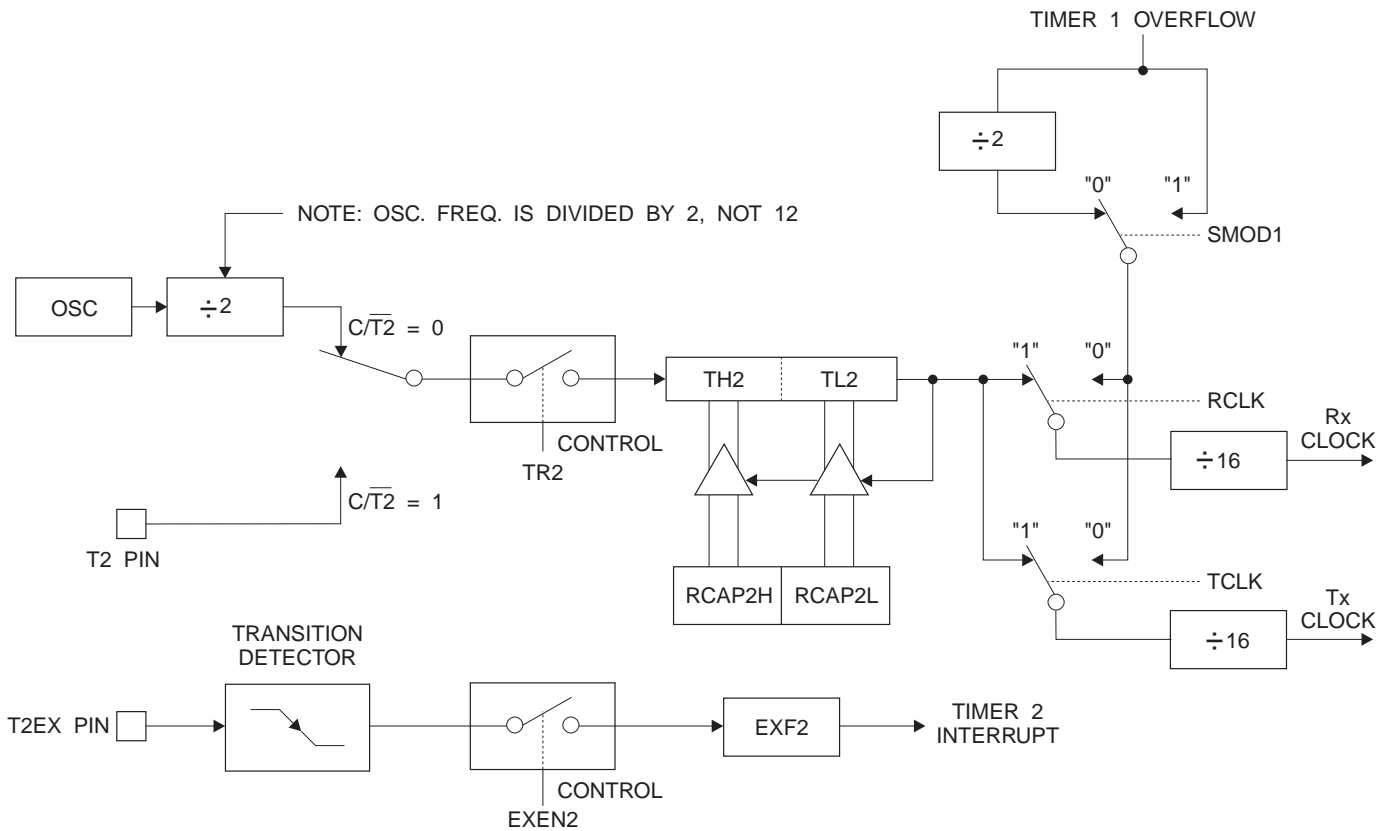 TIMER 1 OVERFLOW
÷2
"0" "1"
NOTE: OSC. FREQ. IS DIVIDED BY 2, NOT 12
SMOD1
OSC
÷2
C/T̅2̅ = 0
"1" "0"
TH2
TL2
RCLK
CONTROL
TR2
Rx
CLOCK
÷16
C/T̅2̅ = 1
T2 PIN
"1" "0"
RCAP2H
RCAP2L
TCLK
Tx
CLOCK
÷16
TRANSITION
DETECTOR
T2EX PIN
EXF2
TIMER 2
INTERRUPT
CONTROL
EXEN2